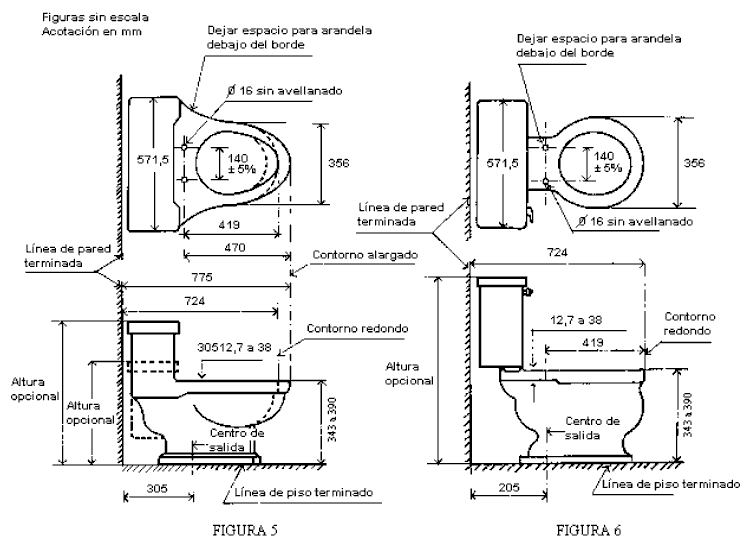 Figuras sin escala
Acotación en mm
Dejar espacio para arandela
debajo del borde
Ø 16 sin avellanado
571,5
140
± 5%
356
419
470
Línea de pared
terminada
Contorno alargado
775
724
Contorno redondo
30512,7 a 38
Altura
opcional
Altura
opcional
343 a 390
Centro de
salida
305
Línea de piso terminado
FIGURA 5
Dejar espacio para arandela
debajo del borde
571,5
140
± 5%
356
Ø 16 sin avellanado
Línea de pared
terminada
724
12,7 a 38
Contorno
redondo
419
Altura
opcional
343 a 390
Centro de
salida
205
Línea de piso terminado
FIGURA 6